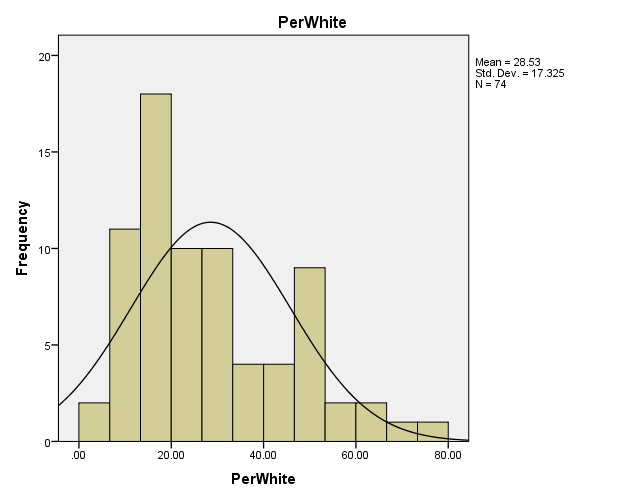 PerWhite
Mean = 28.53
Std. Dev. = 17.325
N = 74
Frequency
20
15
10
5
0
.00 20.00 40.00 60.00 80.00
PerWhite